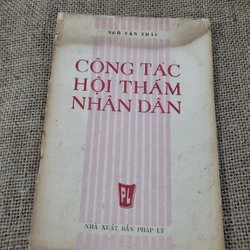 NGÔ VĂN THÂU
CÔNG TÁC
HỘI THẨM
NHÂN DÂN
PL
NHÀ XUẤT BẢN PHÁP LÝ